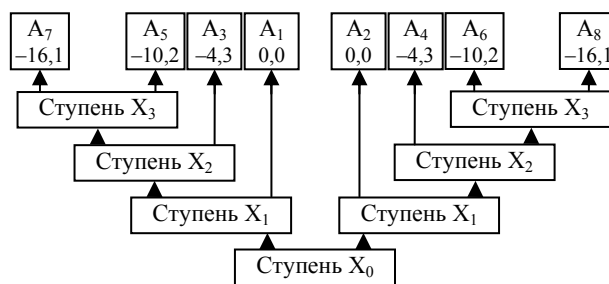 A₇ A₅ A₃ A₁ A₂ A₄ A₆ A₈
–16,1 –10,2 –4,3 0,0 0,0 –4,3 –10,2 –16,1
Ступень X₃ Ступень X₃
Ступень X₂ Ступень X₂
Ступень X₁ Ступень X₁
Ступень X₀